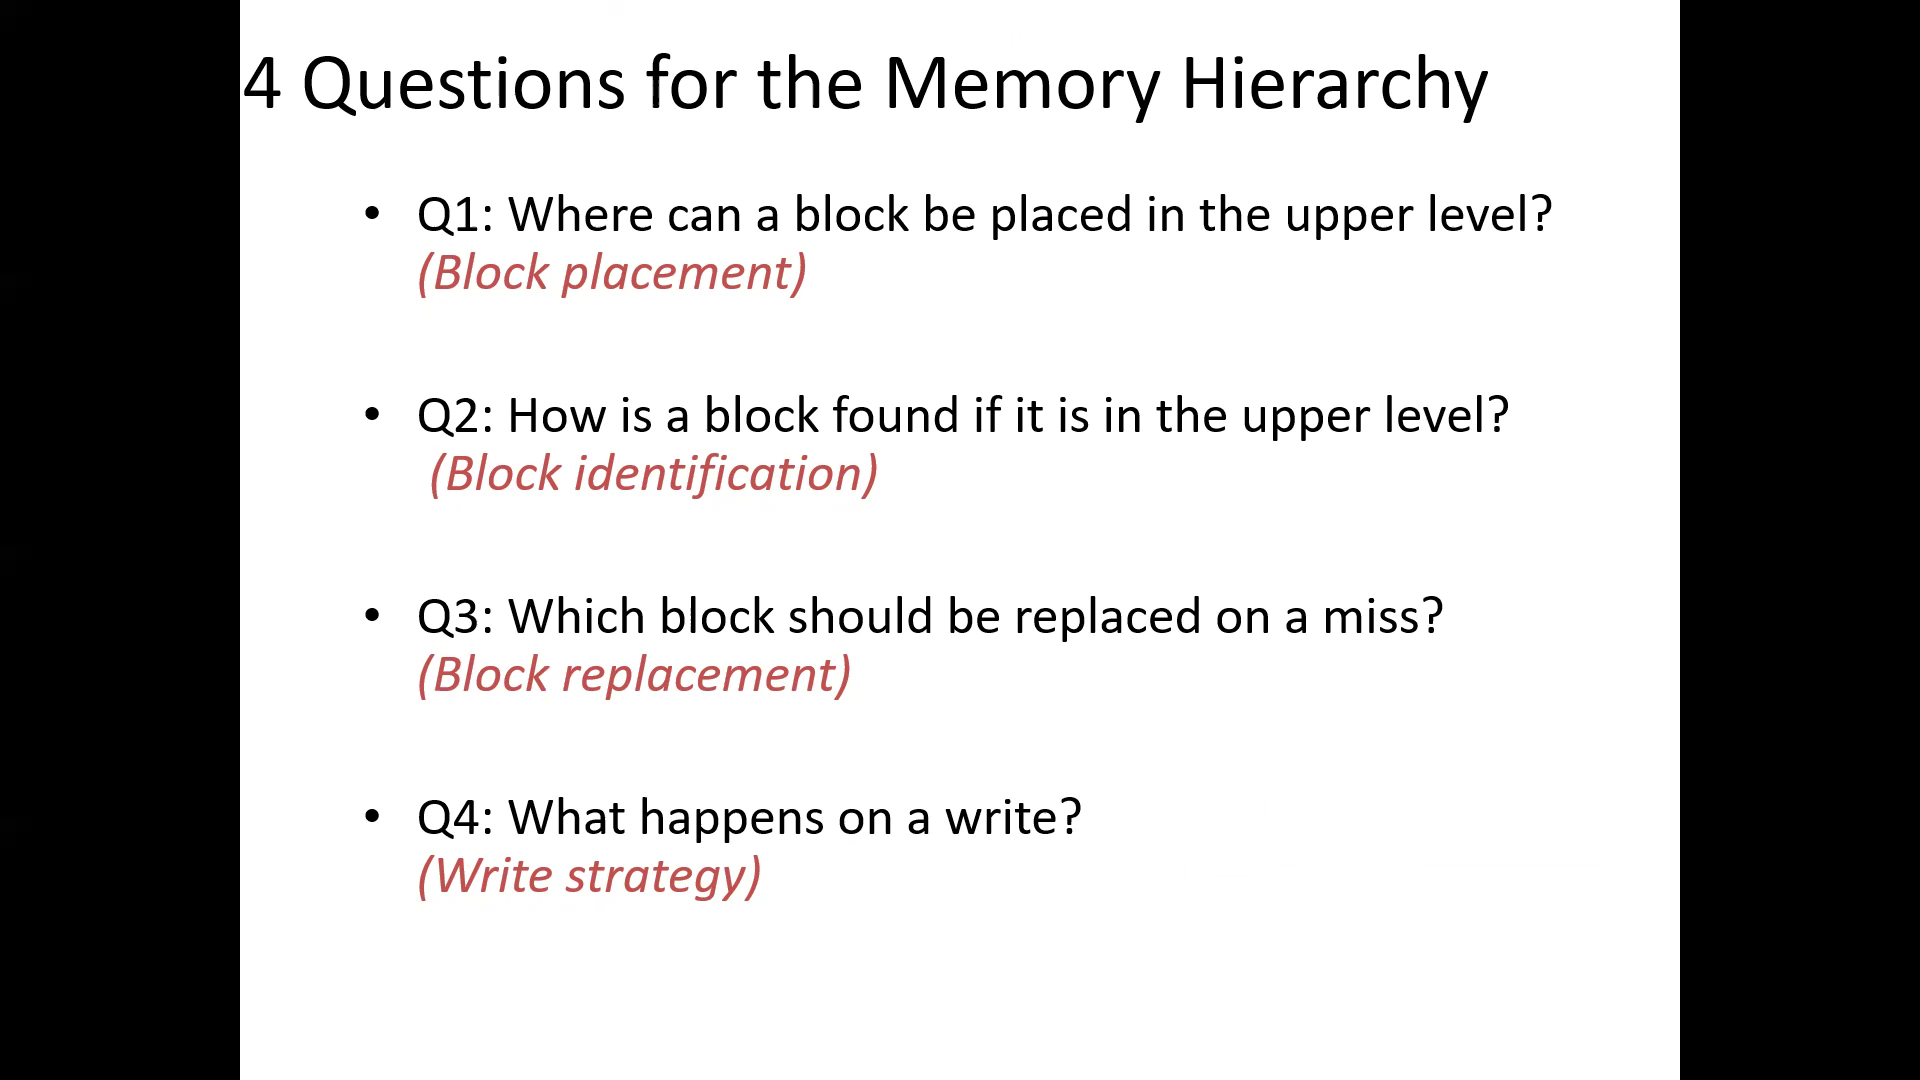 4 Questions for the Memory Hierarchy
• Q1: Where can a block be placed in the upper level?
(Block placement)
• Q2: How is a block found if it is in the upper level?
(Block identification)
• Q3: Which block should be replaced on a miss?
(Block replacement)
• Q4: What happens on a write?
(Write strategy)